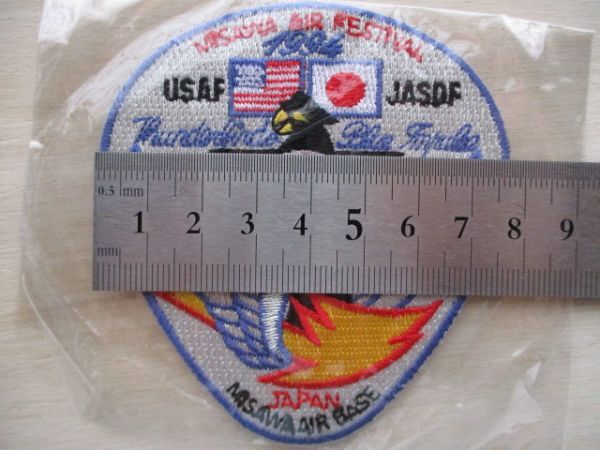 MISAWA AIR FESTIVAL
1994
USAF JASDF
Thunderbirds Blue Impulse
0.5 mm
1 2 3 4 5 6 7 8 9
mm
JAPAN
MISAWA AIR BASE